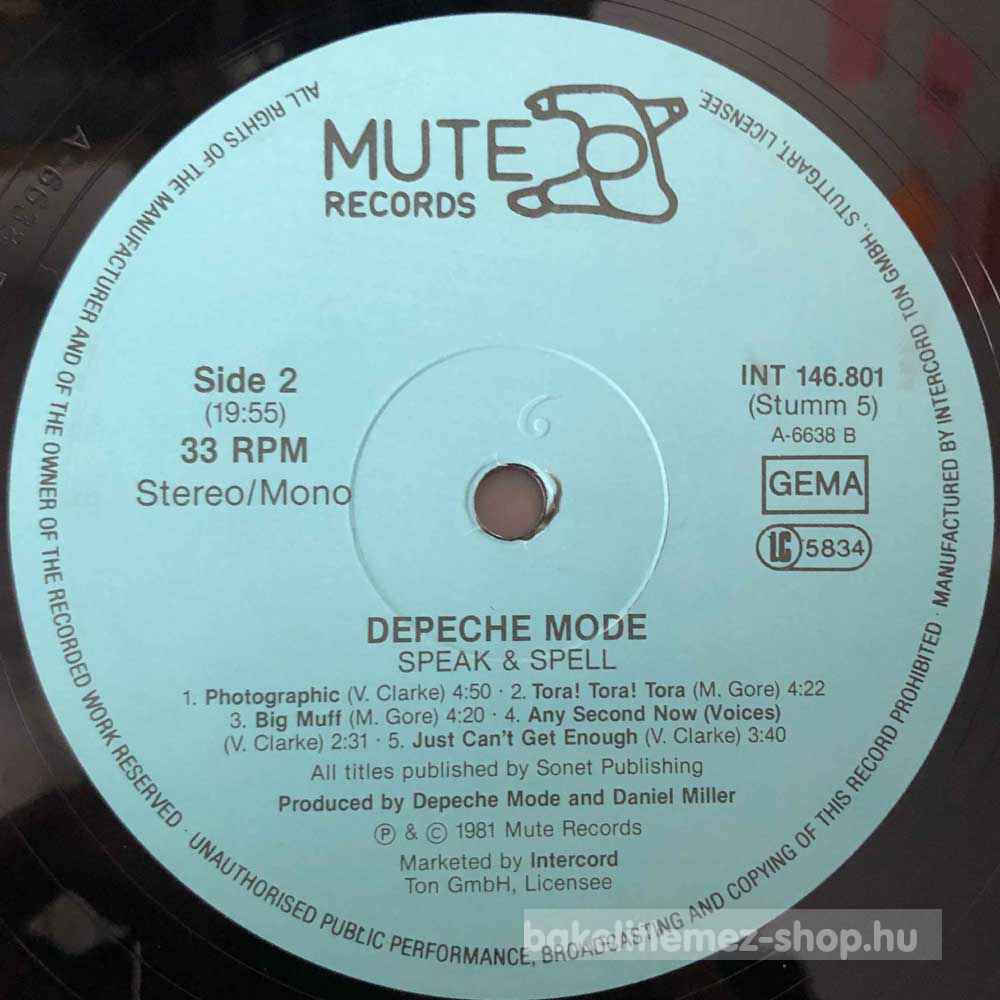 MUTE
RECORDS
Side 2
(19:55)
33 RPM
Stereo/Mono
INT 146.801
(Stumm 5)
A-6638 B
GEMA
LC 5834
6
DEPECHE MODE
SPEAK & SPELL
1. Photographic (V. Clarke) 4:50 · 2. Tora! Tora! Tora (M. Gore) 4:22
3. Big Muff (M. Gore) 4:20 · 4. Any Second Now (Voices)
(V. Clarke) 2:31 · 5. Just Can't Get Enough (V. Clarke) 3:40
All titles published by Sonet Publishing
Produced by Depeche Mode and Daniel Miller
℗ & © 1981 Mute Records
Marketed by Intercord
Ton GmbH, Licensee
ALL RIGHTS OF THE MANUFACTURER AND OF THE OWNER OF THE RECORDED WORK RESERVED · UNAUTHORISED PUBLIC PERFORMANCE, BROADCASTING AND COPYING OF THIS RECORD PROHIBITED · MANUFACTURED BY INTERCORD TON GMBH., STUTTGART, LICENSEE.
bakelitlemez-shop.hu